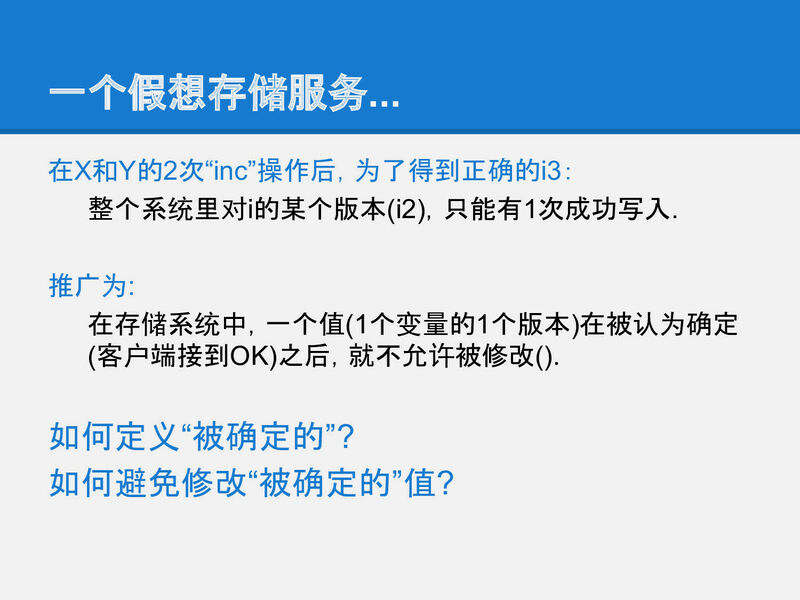 一个假想存储服务...
在X和Y的2次“inc”操作后, 为了得到正确的i3:
整个系统里对i的某个版本(i2), 只能有1次成功写入.
推广为:
在存储系统中, 一个值(1个变量的1个版本)在被认为确定
(客户端接到OK)之后, 就不允许被修改().
如何定义“被确定的”?
如何避免修改“被确定的”值?